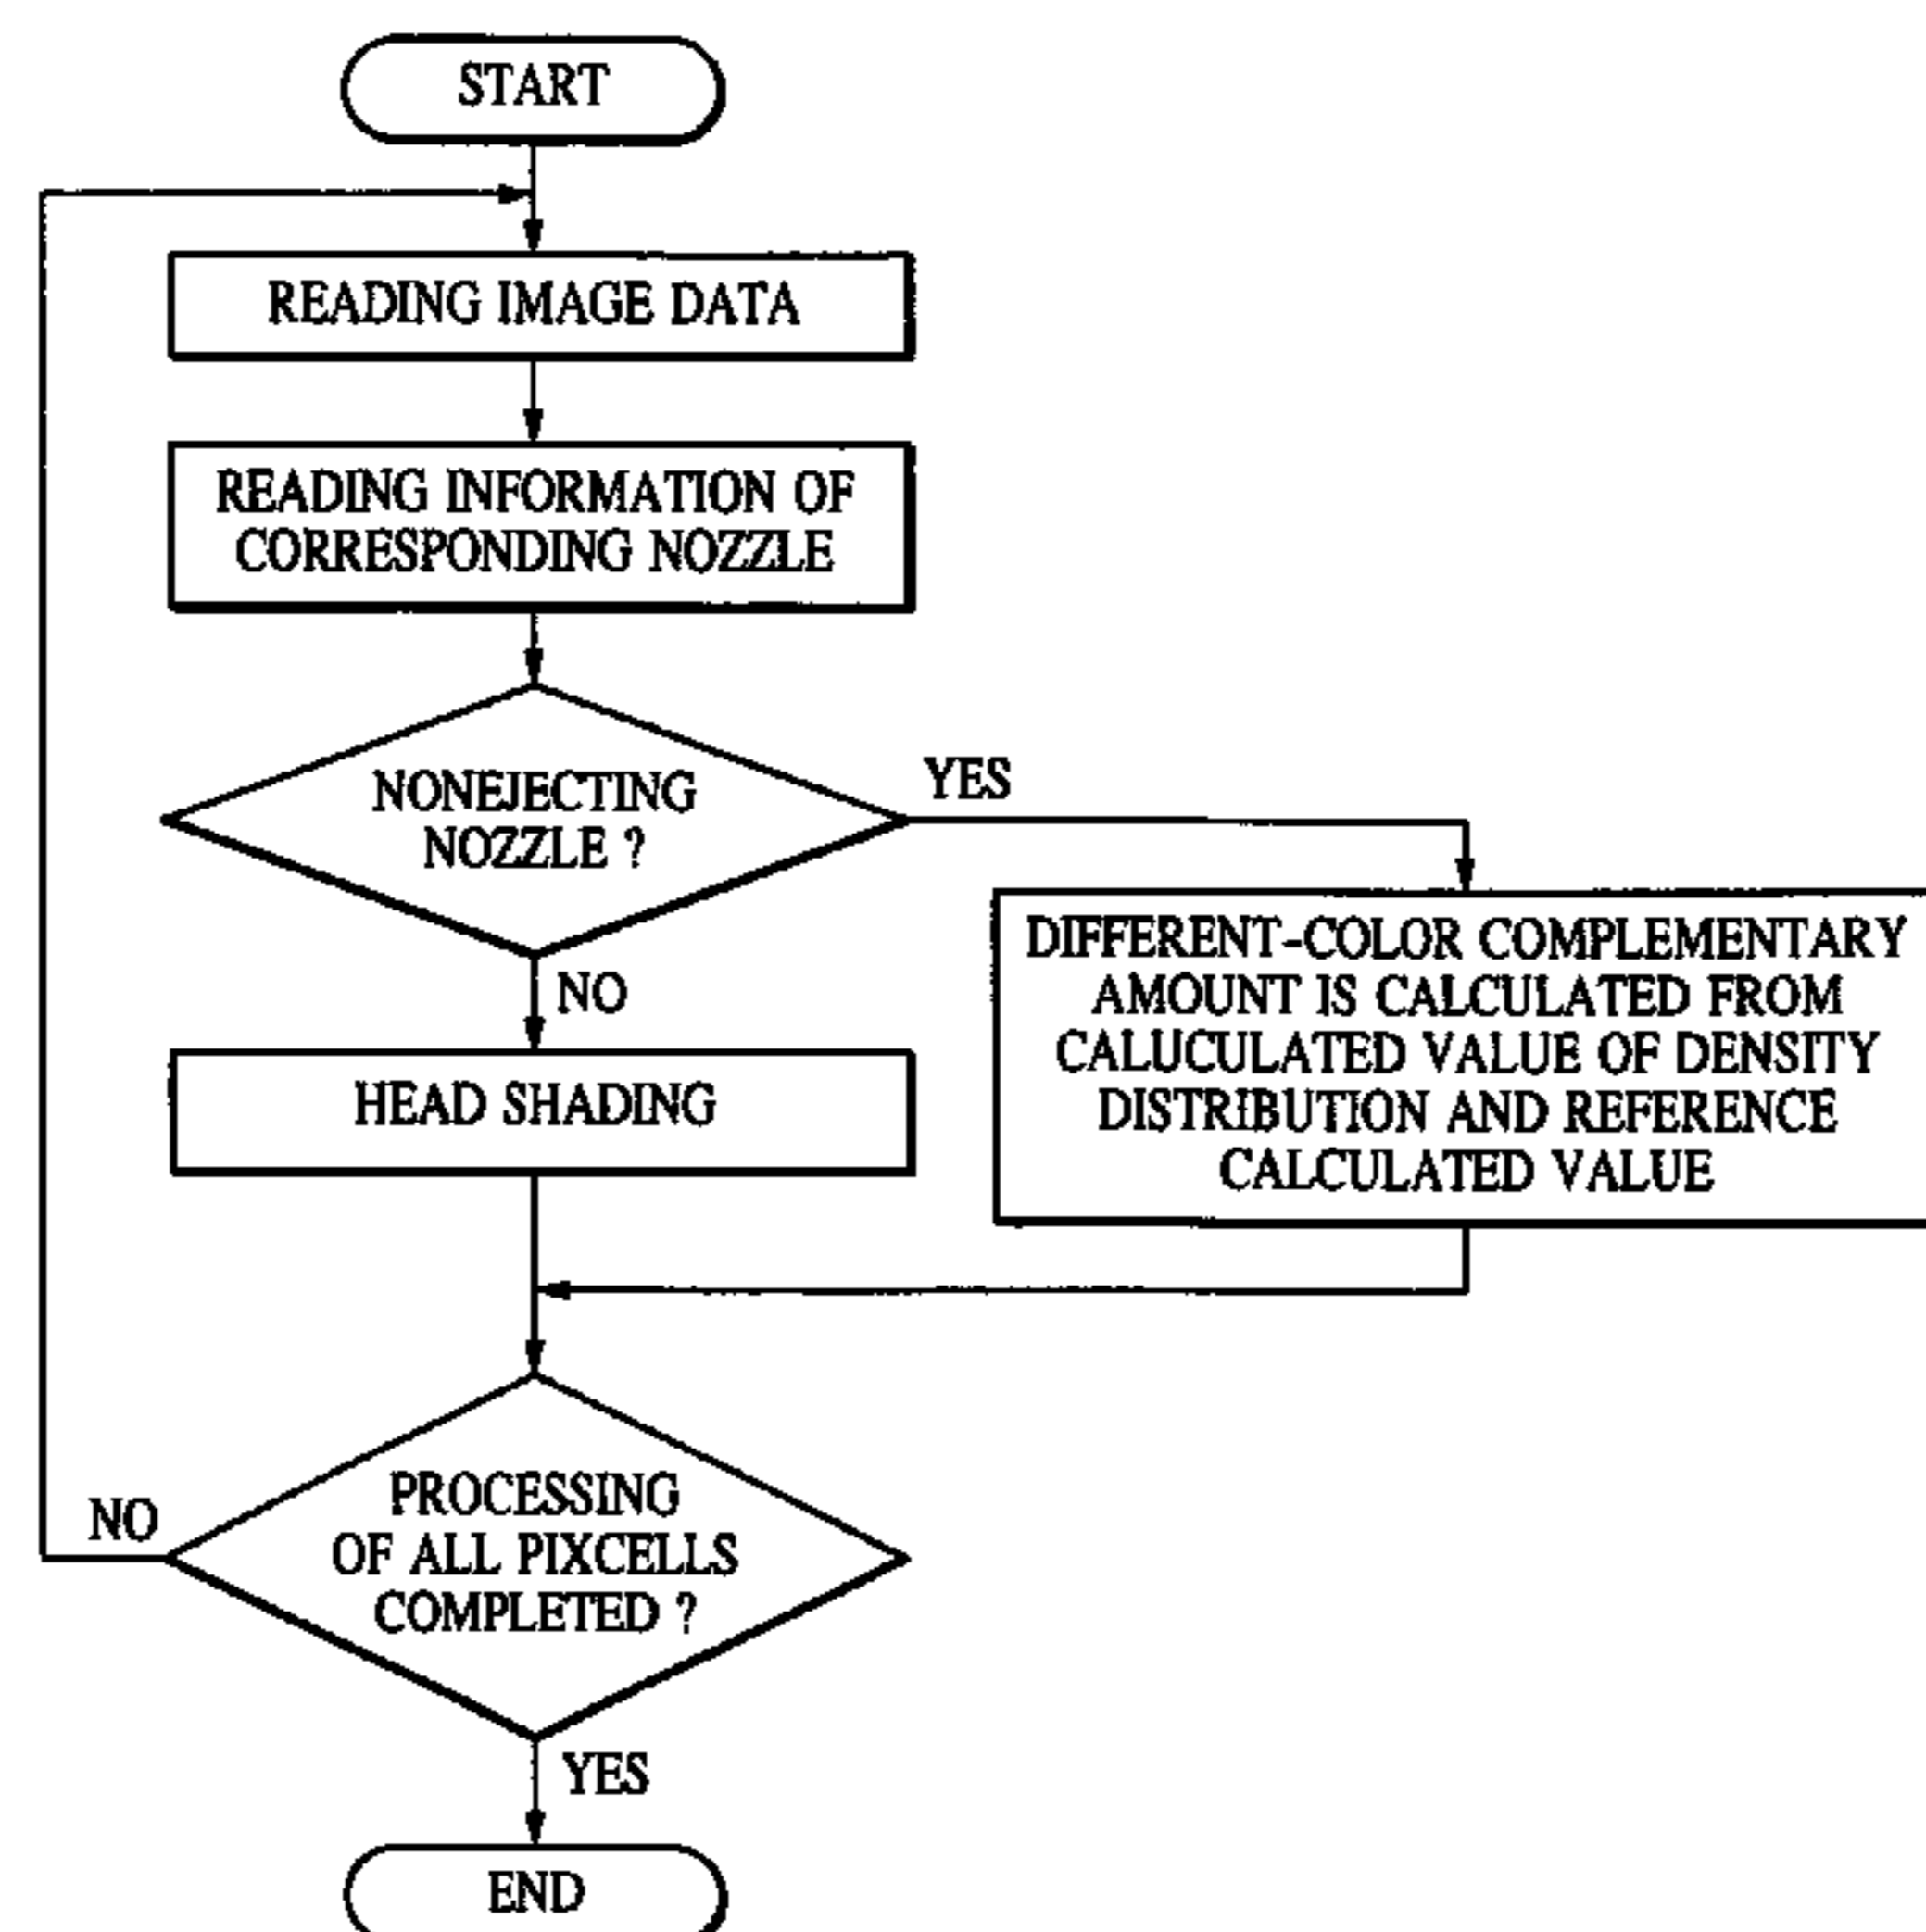 START
READING IMAGE DATA
READING INFORMATION OF
CORRESPONDING NOZZLE
NONEJECTING
NOZZLE ?
YES
NO
DIFFERENT-COLOR COMPLEMENTARY
AMOUNT IS CALCULATED FROM
CALUCULATED VALUE OF DENSITY
DISTRIBUTION AND REFERENCE
CALCULATED VALUE
HEAD SHADING
PROCESSING
OF ALL PIXCELLS
COMPLETED ?
NO
YES
END